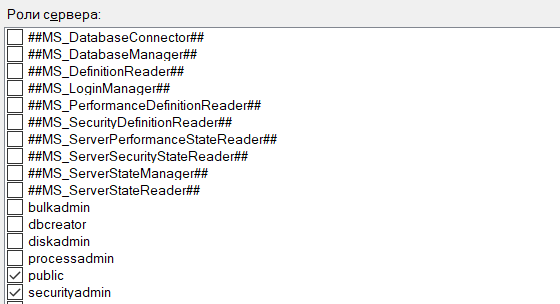 Роли сервера:
##MS_DatabaseConnector##
##MS_DatabaseManager##
##MS_DefinitionReader##
##MS_LoginManager##
##MS_PerformanceDefinitionReader##
##MS_SecurityDefinitionReader##
##MS_ServerPerformanceStateReader##
##MS_ServerSecurityStateReader##
##MS_ServerStateManager##
##MS_ServerStateReader##
bulkadmin
dbcreator
diskadmin
processadmin
public
securityadmin